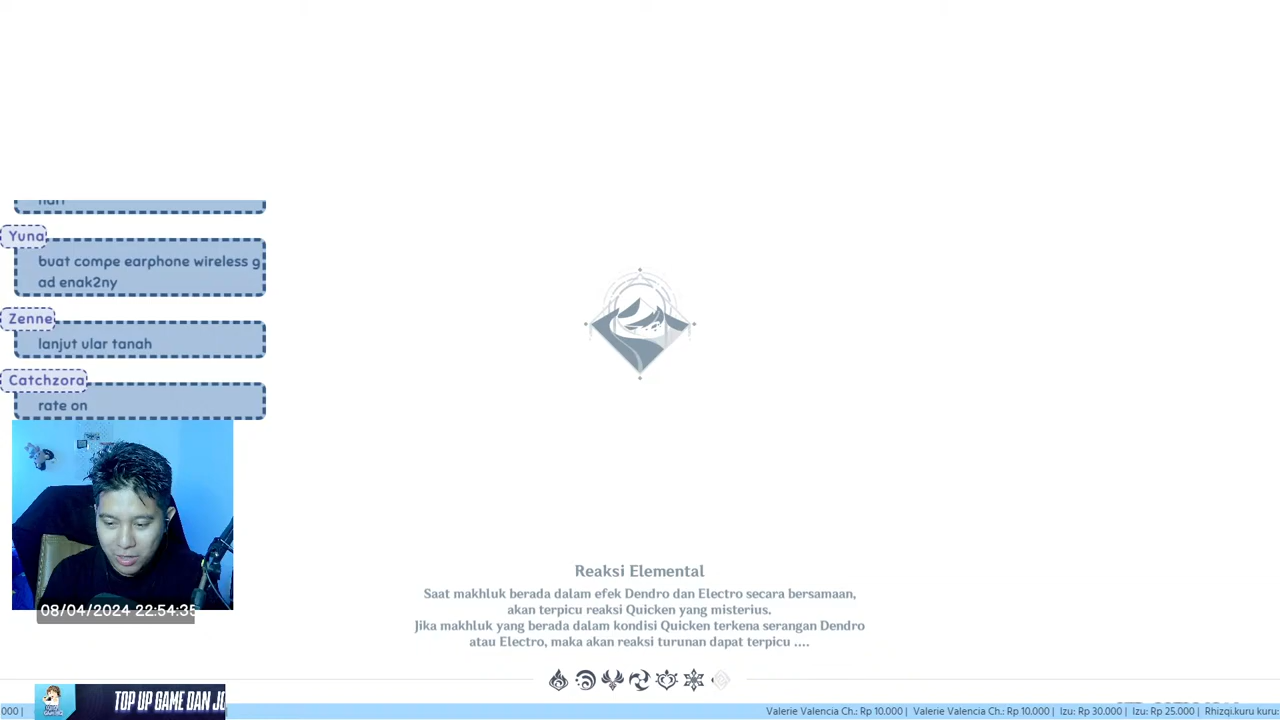 Yuna
buat compe earphone wireless g
ad enak2ny
Zenne
lanjut ular tanah
Catchzora
rate on
08/04/2024 22:54:35
Reaksi Elemental
Saat makhluk berada dalam efek Dendro dan Electro secara bersamaan,
akan terpicu reaksi Quicken yang misterius.
Jika makhluk yang berada dalam kondisi Quicken terkena serangan Dendro
atau Electro, maka akan reaksi turunan dapat terpicu ....
TOP UP GAME DAN JO
000 | Valerie Valencia Ch.: Rp 10.000 | Valerie Valencia Ch.: Rp 10.000 | Izu: Rp 30.000 | Izu: Rp 25.000 | Rhizqi.kuru kuru: